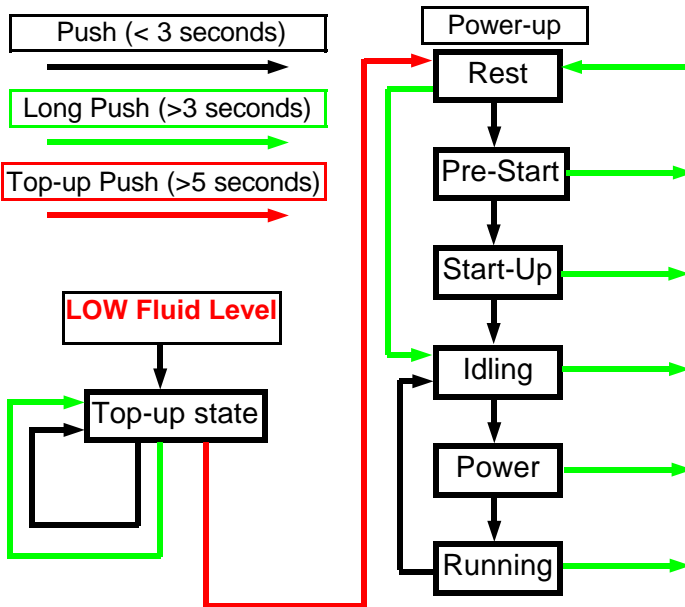 Push (< 3 seconds)
Long Push (>3 seconds)
Top-up Push (>5 seconds)
LOW Fluid Level
Top-up state
Power-up
Rest
Pre-Start
Start-Up
Idling
Power
Running